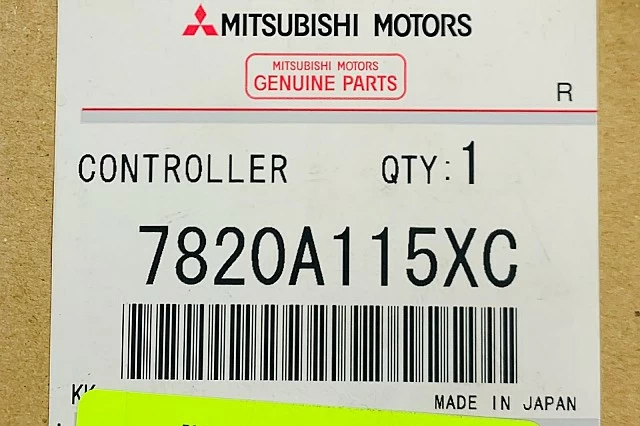 MITSUBISHI MOTORS
MITSUBISHI MOTORS
GENUINE PARTS
R
CONTROLLER QTY:1
7820A115XC
MADE IN JAPAN